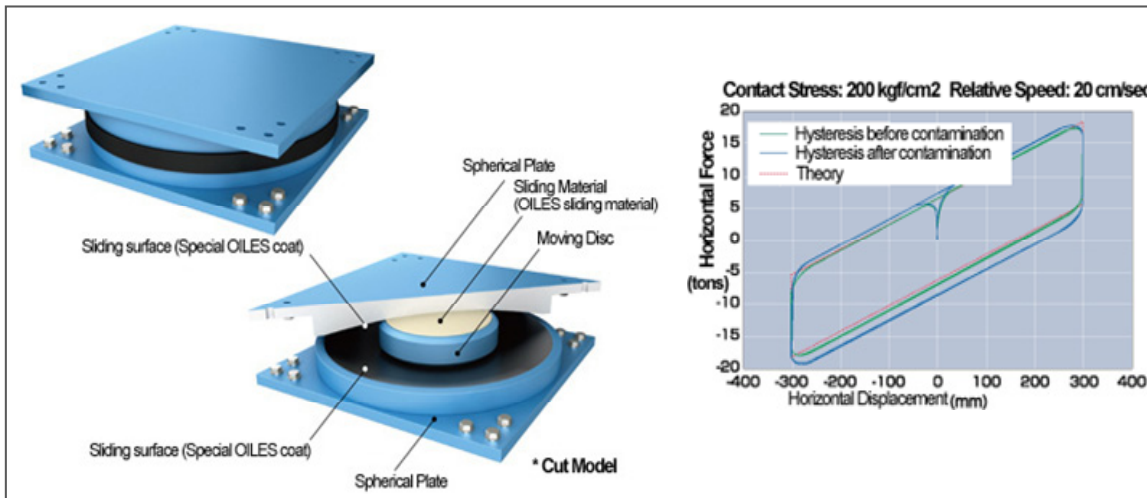 Spherical Plate
Sliding Material
(OILES sliding material)
Moving Disc
Sliding surface (Special OILES coat)
Sliding surface (Special OILES coat)
Spherical Plate
* Cut Model
Contact Stress: 200 kgf/cm2 Relative Speed: 20 cm/sec
Hysteresis before contamination
Hysteresis after contamination
Theory
Horizontal Force
(tons)
20
15
10
5
0
-5
-10
-15
-20
-400 -300 -200 -100 0 100 200 300 400
Horizontal Displacement (mm)